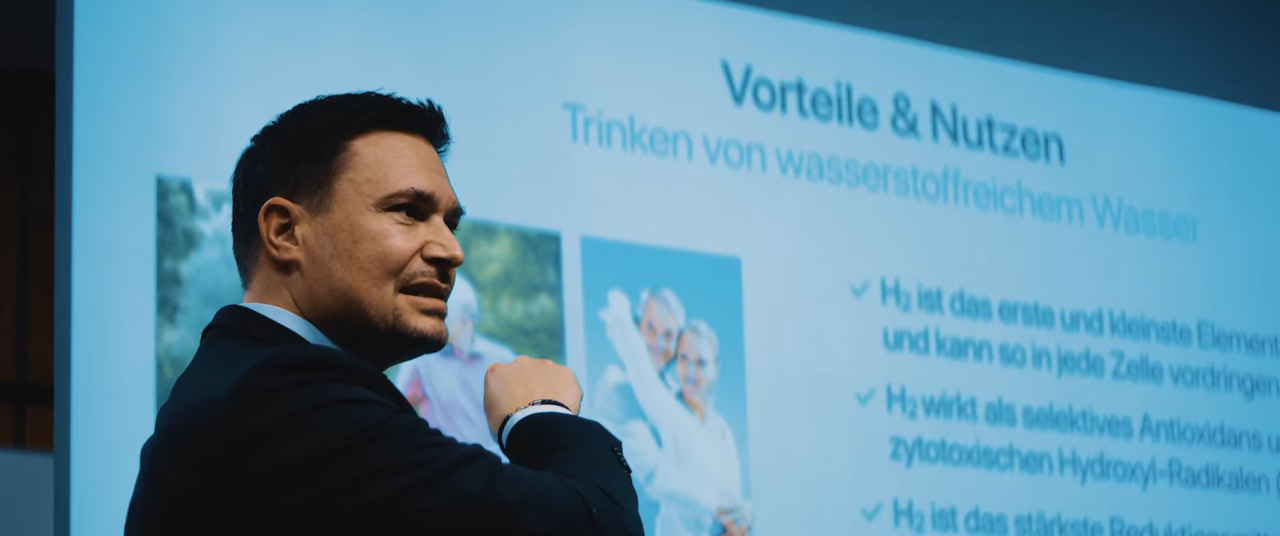 Vorteile & Nutzen
Trinken von wasserstoffreichem Wasser
H₂ ist das erste und kleinste Element
und kann so in jede Zelle vordringen
H₂ wirkt als selektives Antioxidans
zytotoxischen Hydroxyl-Radikalen
H₂ ist das stärkste